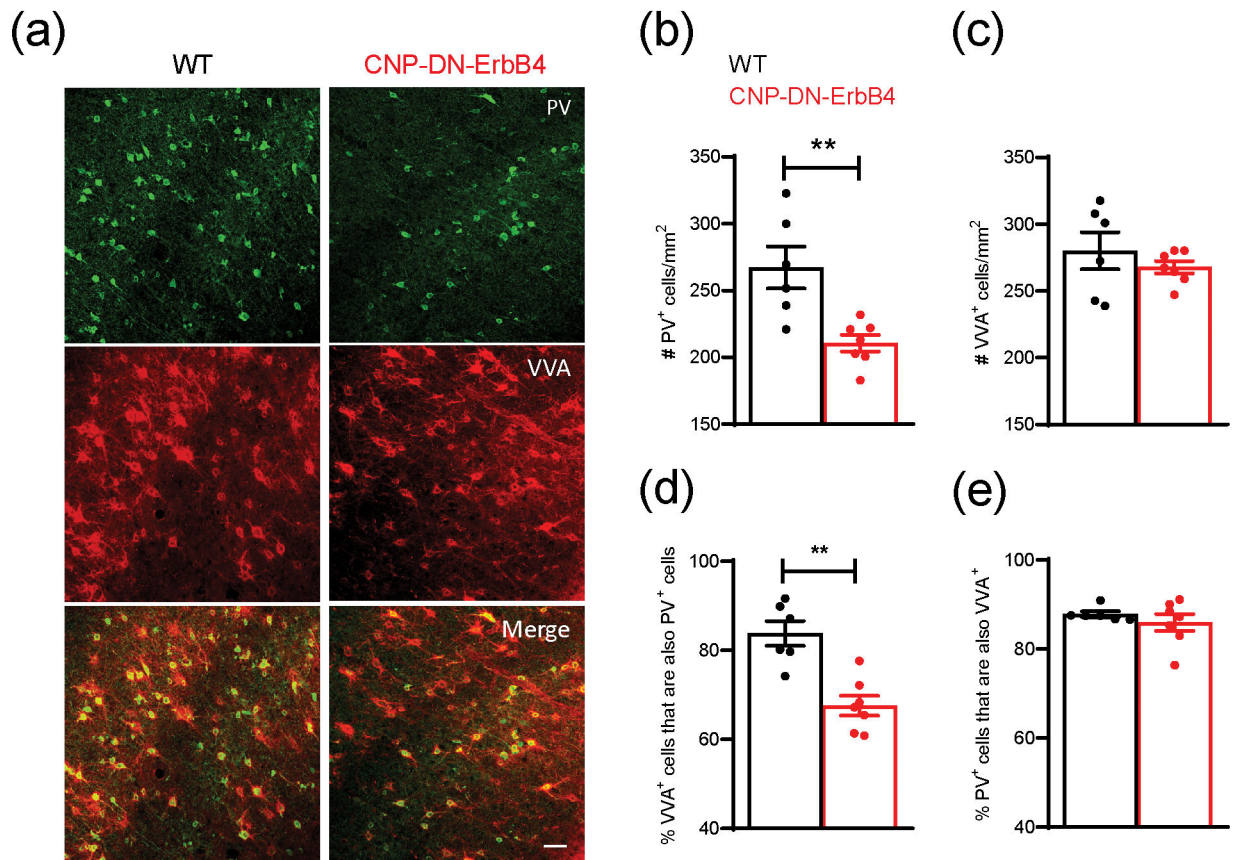 (a)
WT
CNP-DN-ErbB4
PV
VVA
Merge
(b)
WT
CNP-DN-ErbB4
**
# PV⁺ cells/mm²
350
300
250
200
150
(c)
# VVA⁺ cells/mm²
350
300
250
200
150
(d)
**
% VVA⁺ cells that are also PV⁺ cells
100
80
60
40
(e)
% PV⁺ cells that are also VVA⁺
100
80
60
40